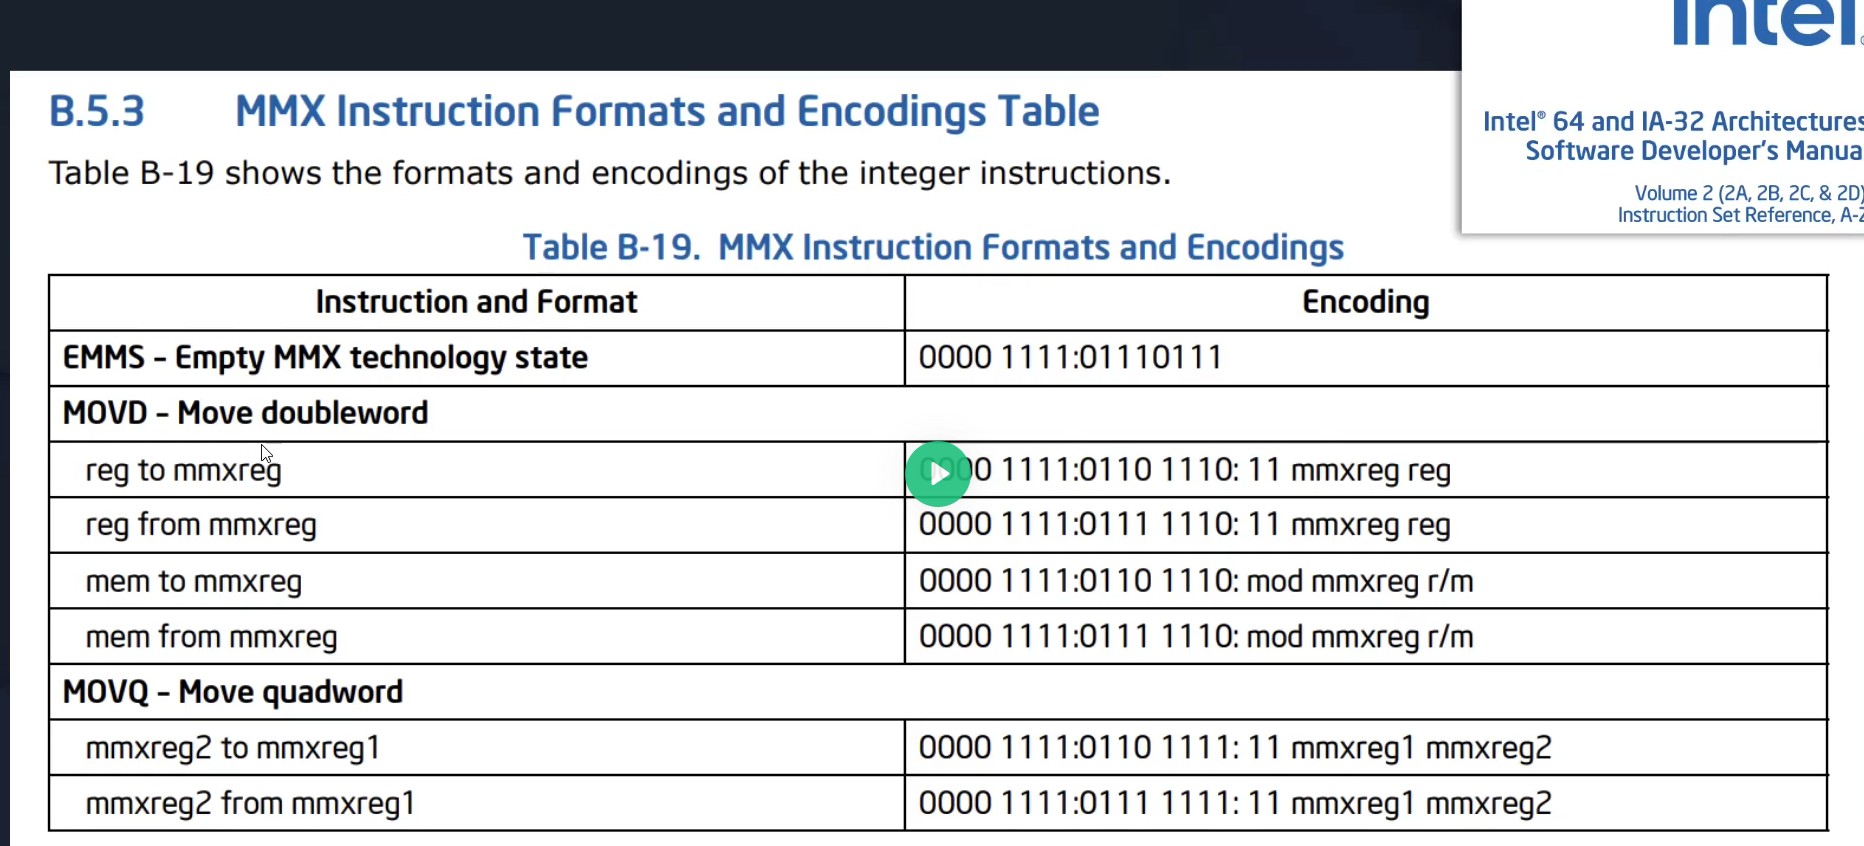 intel
B.5.3 MMX Instruction Formats and Encodings Table
Intel® 64 and IA-32 Architectures
Software Developer's Manua
Table B-19 shows the formats and encodings of the integer instructions.
Volume 2 (2A, 2B, 2C, & 2D)
Instruction Set Reference, A-Z
Table B-19. MMX Instruction Formats and Encodings
Instruction and Format Encoding
EMMS – Empty MMX technology state 0000 1111:01110111
MOVD – Move doubleword
reg to mmxreg 0000 1111:0110 1110: 11 mmxreg reg
reg from mmxreg 0000 1111:0111 1110: 11 mmxreg reg
mem to mmxreg 0000 1111:0110 1110: mod mmxreg r/m
mem from mmxreg 0000 1111:0111 1110: mod mmxreg r/m
MOVQ – Move quadword
mmxreg2 to mmxreg1 0000 1111:0110 1111: 11 mmxreg1 mmxreg2
mmxreg2 from mmxreg1 0000 1111:0111 1111: 11 mmxreg1 mmxreg2